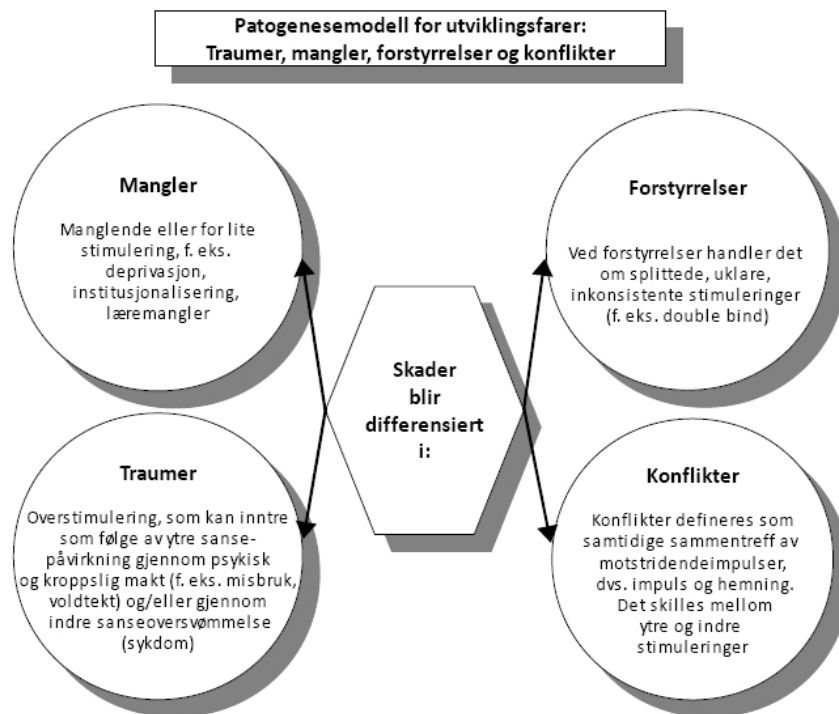 Patogenesemodell for utviklingsfarer:
Traumer, mangler, forstyrrelser og konflikter
Mangler
Manglende eller for lite
stimulering, f. eks.
deprivasjon,
institusjonalisering,
læremangler
Forstyrrelser
Ved forstyrrelser handler det
om splittede, uklare,
inkonsistente stimuleringer
(f. eks. double bind)
Skader
blir
differensiert
i:
Traumer
Overstimulering, som kan inntre
som følge av ytre sanse-
påvirkning gjennom psykisk
og kroppslig makt (f. eks. misbruk,
voldtekt) og/eller gjennom
indre sanseoversvømmelse
(sykdom)
Konflikter
Konflikter defineres som
samtidige sammentreff av
motstridendeimpulser,
dvs. impuls og hemning.
Det skilles mellom
ytre og indre
stimuleringer